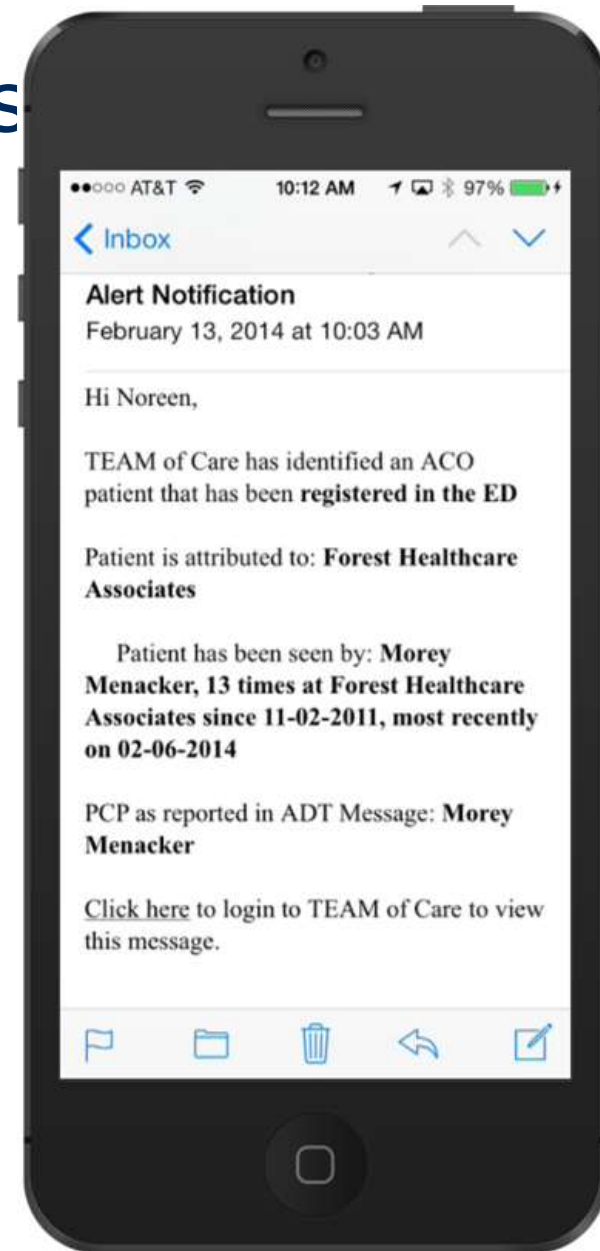 s
AT&T 10:12 AM 97%
Inbox
Alert Notification
February 13, 2014 at 10:03 AM
Hi Noreen,
TEAM of Care has identified an ACO
patient that has been registered in the ED
Patient is attributed to: Forest Healthcare
Associates
Patient has been seen by: Morey
Menacker, 13 times at Forest Healthcare
Associates since 11-02-2011, most recently
on 02-06-2014
PCP as reported in ADT Message: Morey
Menacker
Click here to login to TEAM of Care to view
this message.